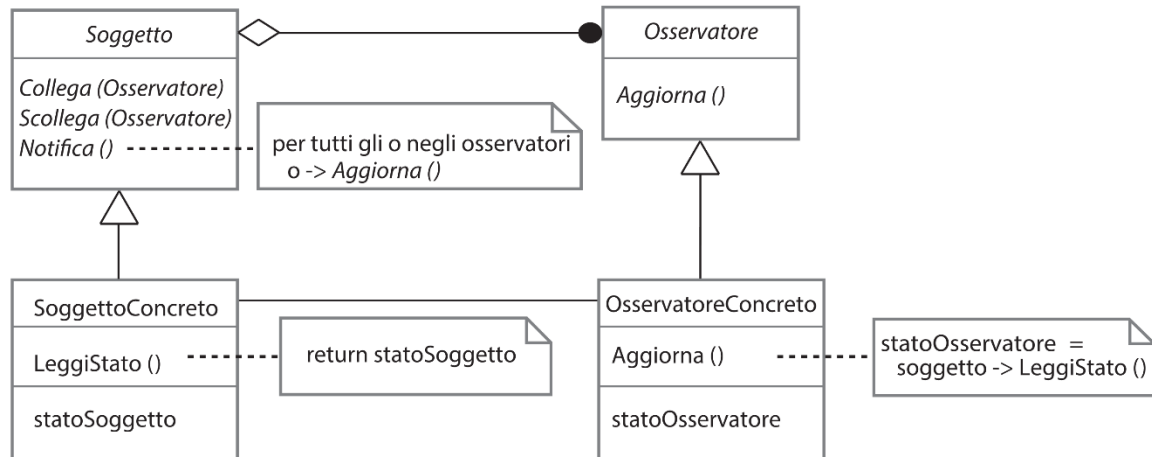 Soggetto
Collega (Osservatore)
Scollega (Osservatore)
Notifica ()
per tutti gli o negli osservatori
o -> Aggiorna ()
Osservatore
Aggiorna ()
SoggettoConcreto
LeggiStato ()
statoSoggetto
return statoSoggetto
OsservatoreConcreto
Aggiorna ()
statoOsservatore
statoOsservatore =
soggetto -> LeggiStato ()